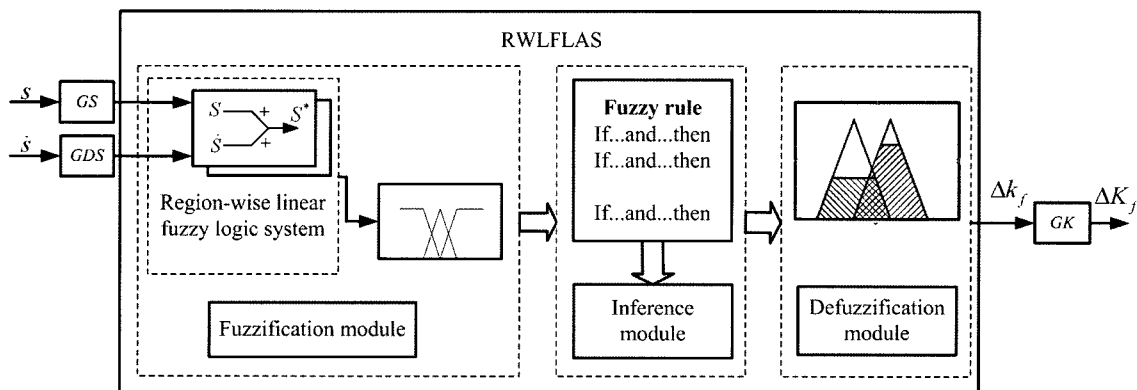 RWLFLAS
s
GS
ṡ
GDS
S
+
S*
Ṡ
+
Region-wise linear
fuzzy logic system
Fuzzification module
Fuzzy rule
If...and...then
If...and...then
If...and...then
Inference
module
Defuzzification
module
Δk_f
GK
ΔK_f